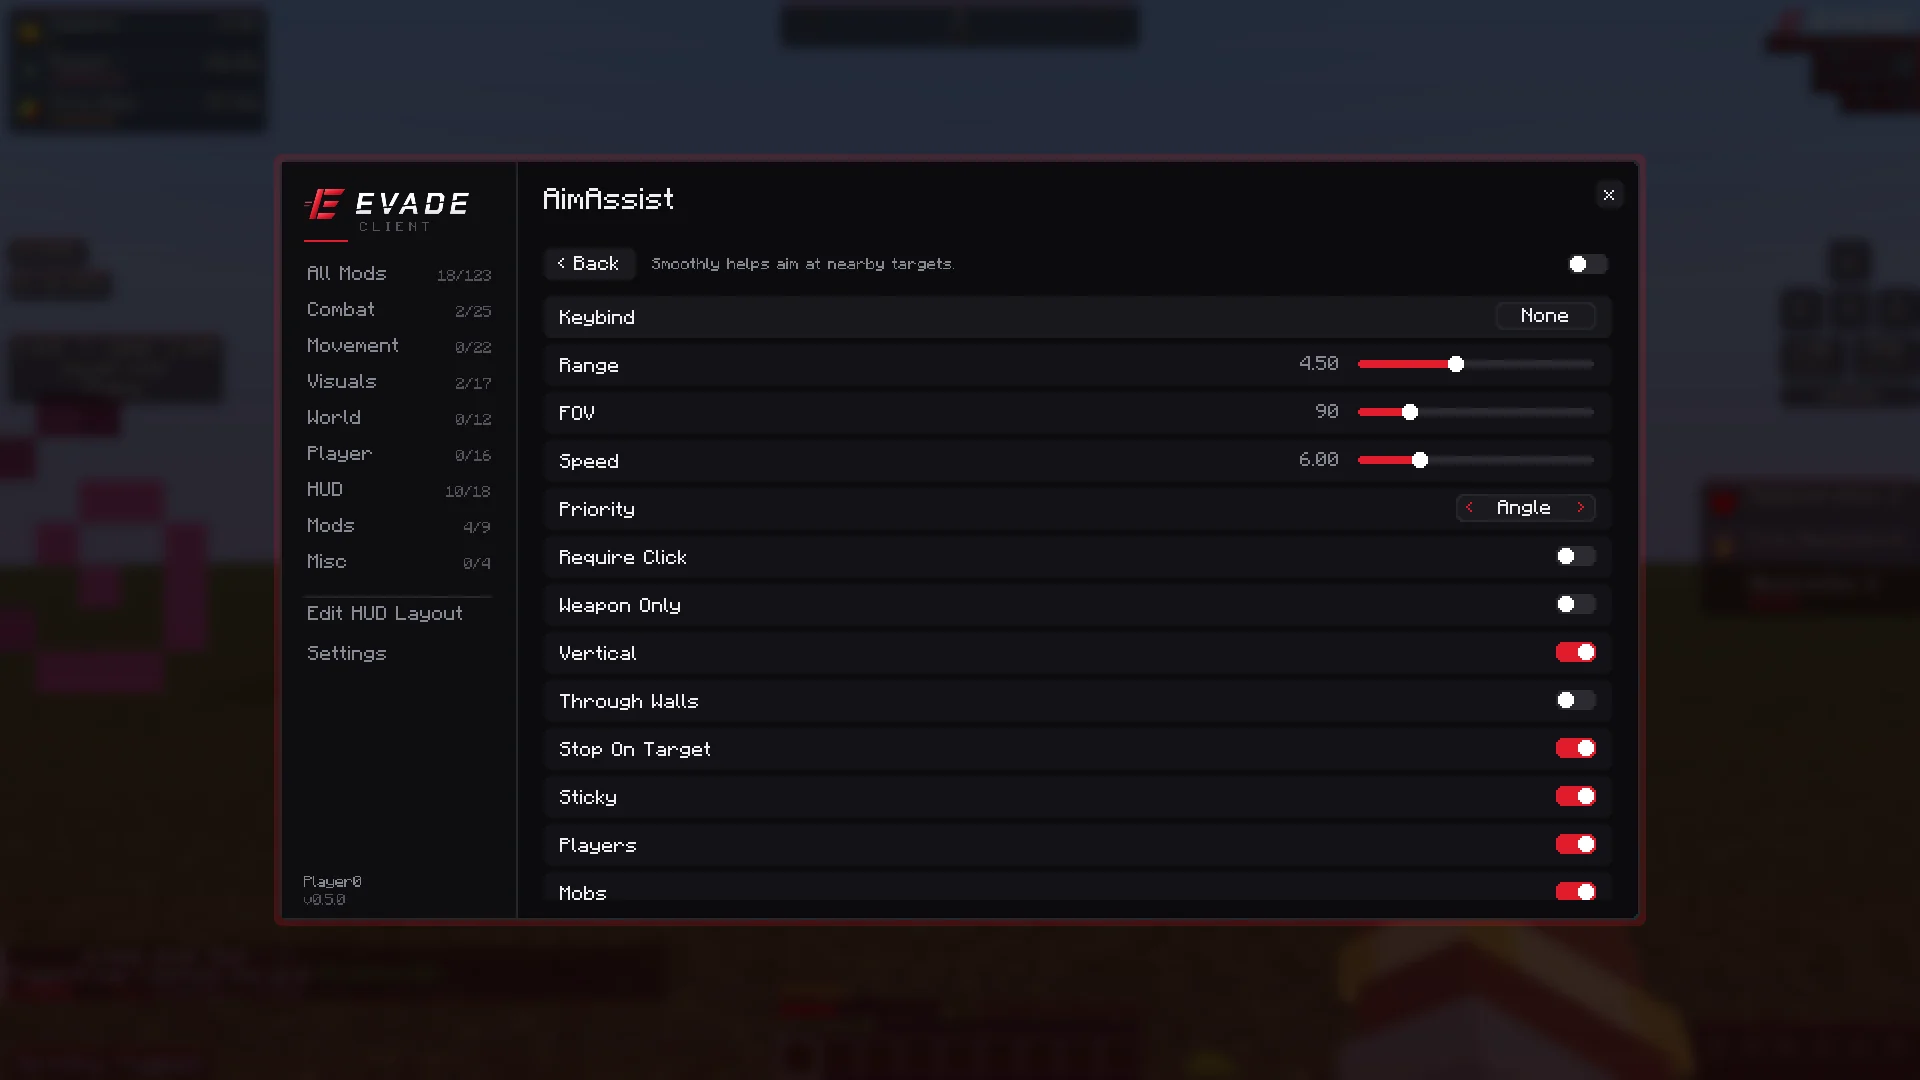 EVADE
CLIENT
All Mods 18/123
Combat 2/25
Movement 0/22
Visuals 2/17
World 0/12
Player 0/16
HUD 10/18
Mods 4/9
Misc 0/4
Edit HUD Layout
Settings
Player0
v0.5.0
AimAssist
×
‹ Back Smoothly helps aim at nearby targets.
Keybind None
Range 4.50
FOV 90
Speed 6.00
Priority < Angle >
Require Click
Weapon Only
Vertical
Through Walls
Stop On Target
Sticky
Players
Mobs